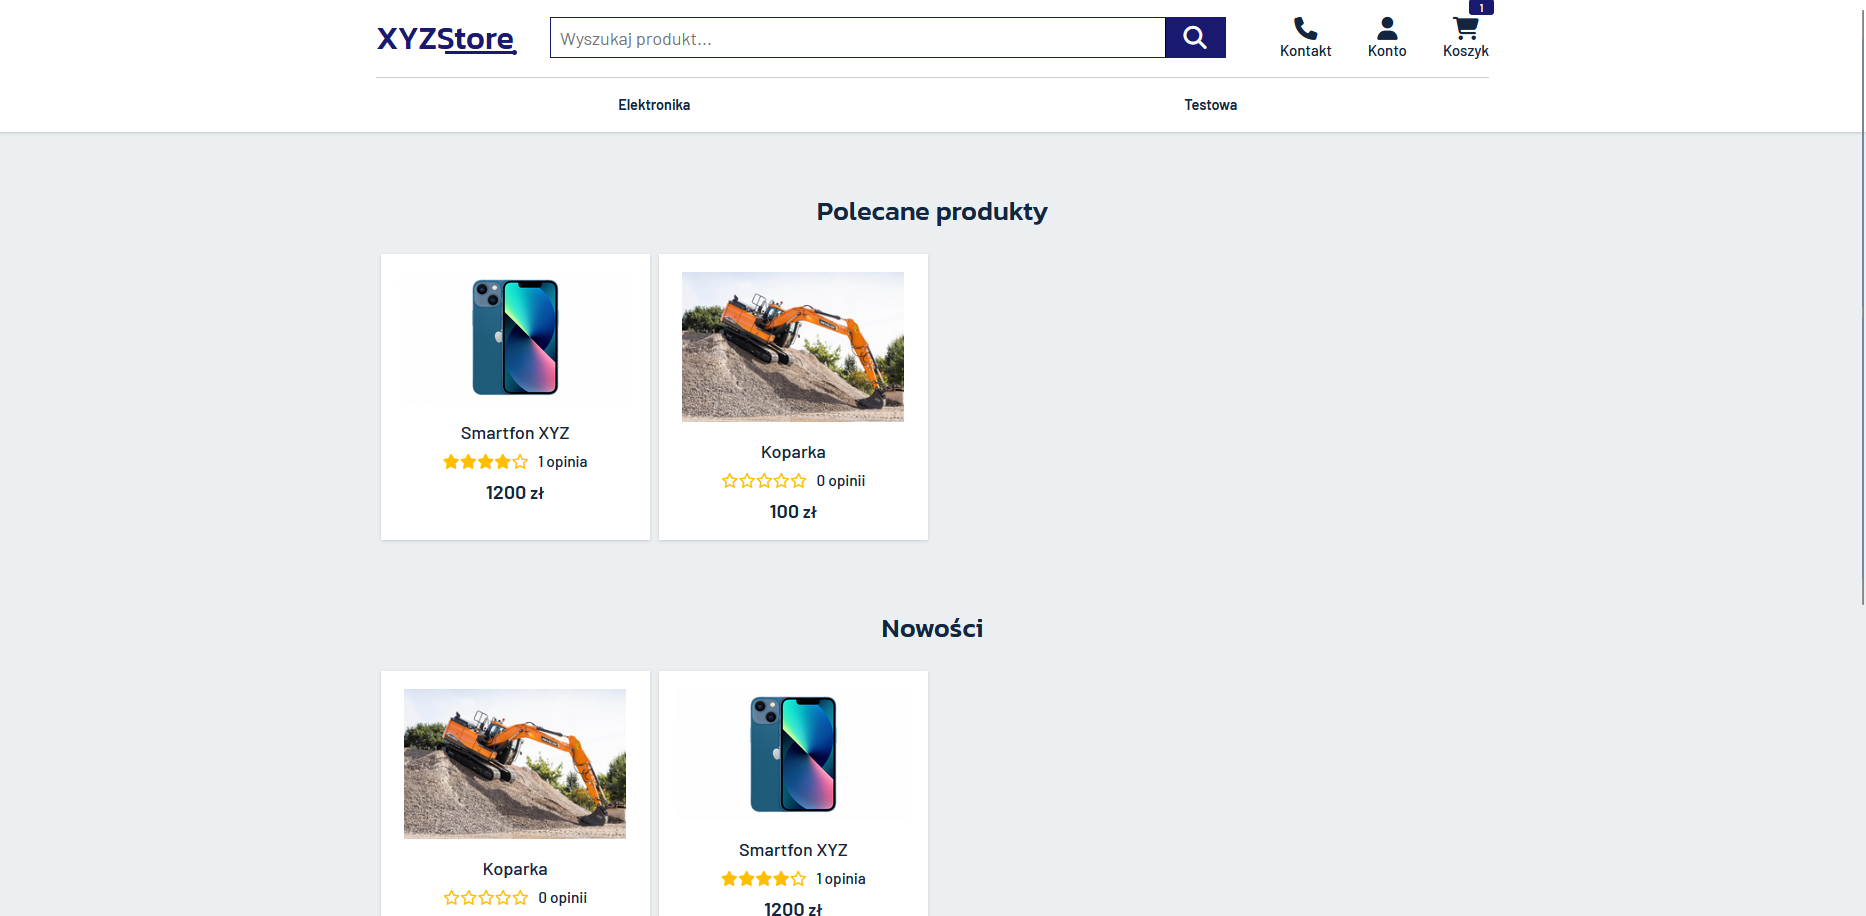 1
XYZStore
Wyszukaj produkt...
Kontakt
Konto
Koszyk
Elektronika
Testowa
Polecane produkty
Smartfon XYZ
1 opinia
1200 zł
Koparka
0 opinii
100 zł
Nowości
Koparka
0 opinii
Smartfon XYZ
1 opinia
1200 zł